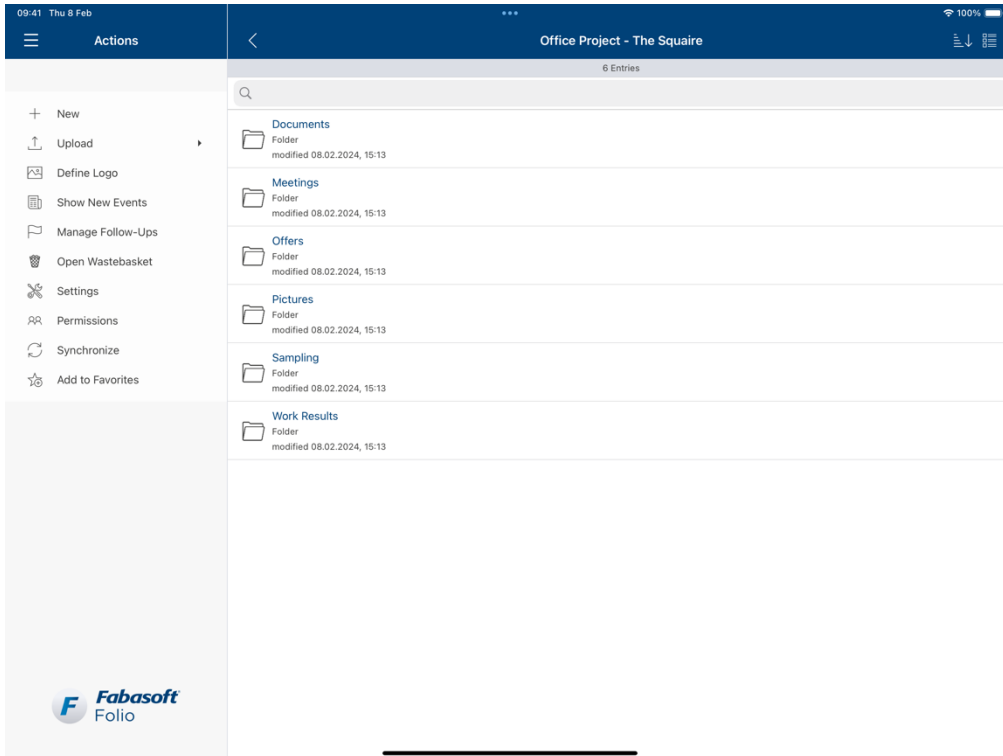 09:41 Thu 8 Feb
100%
Actions
Office Project - The Squaire
6 Entries
New
Upload
Define Logo
Show New Events
Manage Follow-Ups
Open Wastebasket
Settings
Permissions
Synchronize
Add to Favorites
Documents
Folder
modified 08.02.2024, 15:13
Meetings
Folder
modified 08.02.2024, 15:13
Offers
Folder
modified 08.02.2024, 15:13
Pictures
Folder
modified 08.02.2024, 15:13
Sampling
Folder
modified 08.02.2024, 15:13
Work Results
Folder
modified 08.02.2024, 15:13
F
Fabasoft
Folio